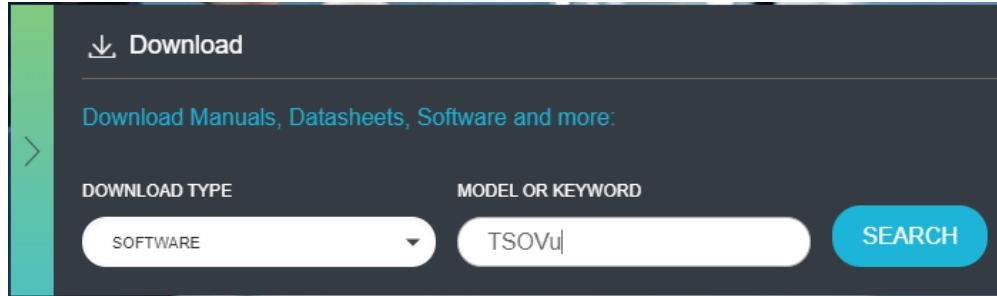 Download
Download Manuals, Datasheets, Software and more:
DOWNLOAD TYPE
MODEL OR KEYWORD
SOFTWARE
TSOVu
SEARCH